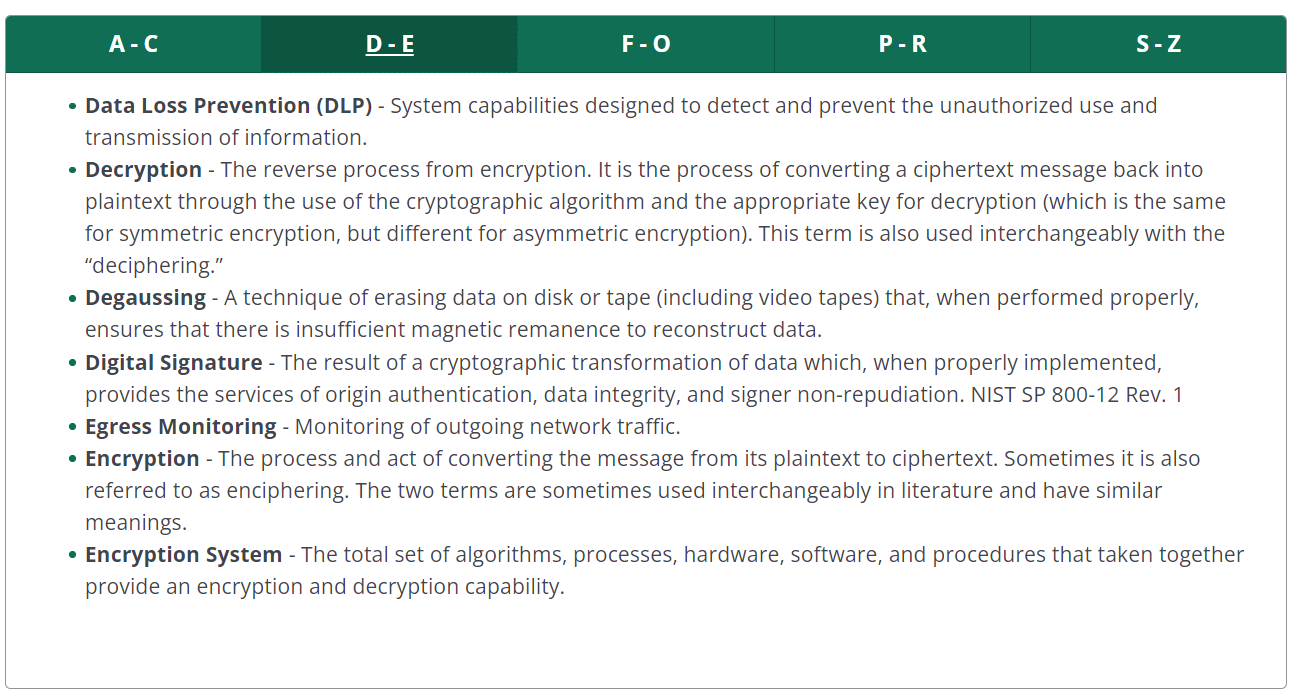 A - C
D - E
F - O
P - R
S - Z
• Data Loss Prevention (DLP) - System capabilities designed to detect and prevent the unauthorized use and
transmission of information.
• Decryption - The reverse process from encryption. It is the process of converting a ciphertext message back into
plaintext through the use of the cryptographic algorithm and the appropriate key for decryption (which is the same
for symmetric encryption, but different for asymmetric encryption). This term is also used interchangeably with the
“deciphering.”
• Degaussing - A technique of erasing data on disk or tape (including video tapes) that, when performed properly,
ensures that there is insufficient magnetic remanence to reconstruct data.
• Digital Signature - The result of a cryptographic transformation of data which, when properly implemented,
provides the services of origin authentication, data integrity, and signer non-repudiation. NIST SP 800-12 Rev. 1
• Egress Monitoring - Monitoring of outgoing network traffic.
• Encryption - The process and act of converting the message from its plaintext to ciphertext. Sometimes it is also
referred to as enciphering. The two terms are sometimes used interchangeably in literature and have similar
meanings.
• Encryption System - The total set of algorithms, processes, hardware, software, and procedures that taken together
provide an encryption and decryption capability.